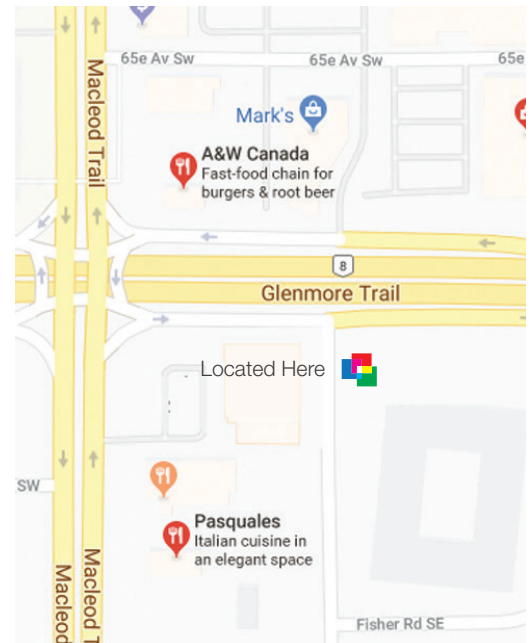 65e Av Sw
65e Av Sw
65e
Macleod Trail
Mark's
A&W Canada
Fast-food chain for
burgers & root beer
8
Glenmore Trail
Located Here
SW
Pasquales
Italian cuisine in
an elegant space
Macleod
Macleod T
Fisher Rd SE